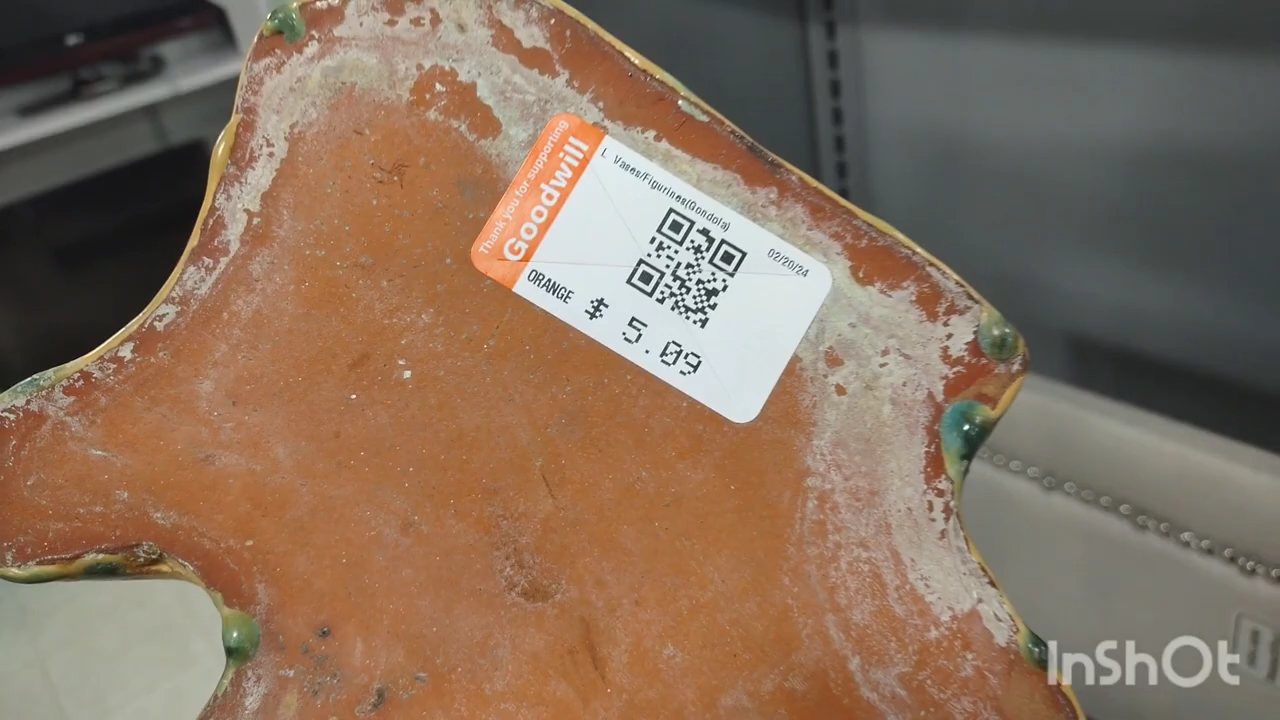 Thank you for supporting
Goodwill
L Vases/Figurines(Gondola)
02/20/24
ORANGE
$ 5.09
InShOt